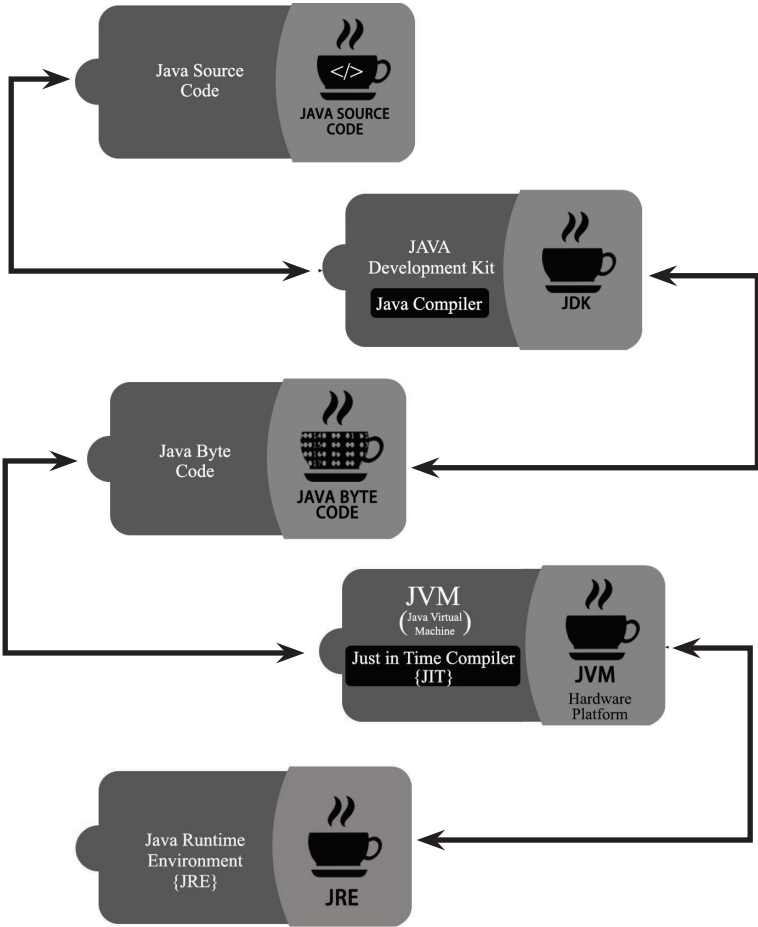 Java Source
Code
</>
JAVA SOURCE
CODE
JAVA
Development Kit
Java Compiler
JDK
Java Byte
Code
JAVA BYTE
CODE
JVM
(Java Virtual
Machine)
Just in Time Compiler
{JIT}
JVM
Hardware
Platform
Java Runtime
Environment
{JRE}
JRE